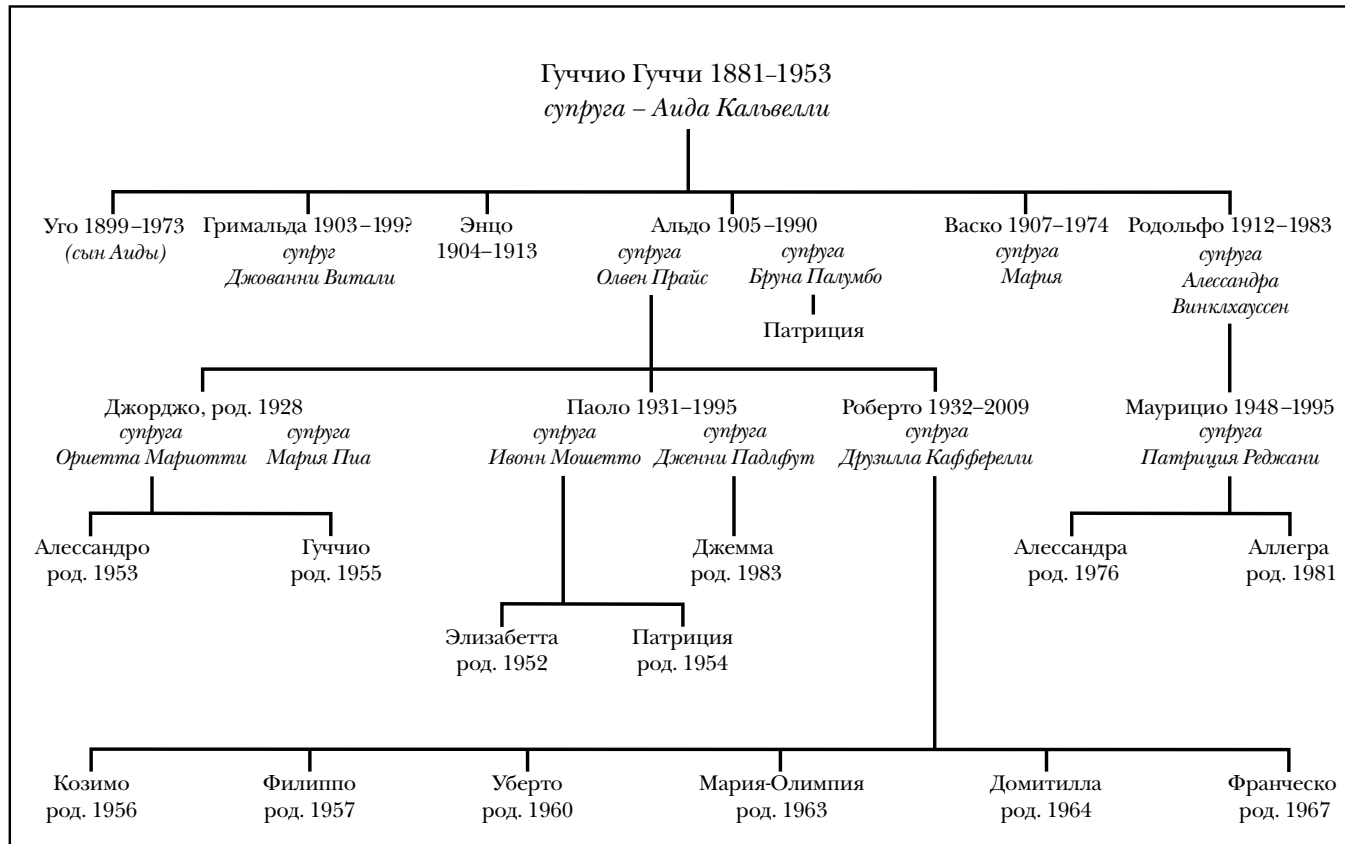 Гуччио Гуччи 1881–1953
супруга – Аида Кальвелли
Уго 1899–1973
(сын Аиды)
Гримальда 1903–199?
супруг
Джованни Витали
Энцо
1904–1913
Альдо 1905–1990
супруга
Олвен Прайс
супруга
Бруна Палумбо
Патриция
Васко 1907–1974
супруга
Мария
Родольфо 1912–1983
супруга
Алессандра
Винклхауссен
Джорджо, род. 1928
супруга
Ориетта Мариотти
супруга
Мария Пиа
Паоло 1931–1995
супруга
Ивонн Мошетто
супруга
Дженни Падлфут
Роберто 1932–2009
супруга
Друзилла Кафферелли
Маурицио 1948–1995
супруга
Патриция Реджани
Алессандро
род. 1953
Гуччио
род. 1955
Джемма
род. 1983
Алессандра
род. 1976
Аллегра
род. 1981
Элизабетта
род. 1952
Патриция
род. 1954
Козимо
род. 1956
Филиппо
род. 1957
Уберто
род. 1960
Мария-Олимпия
род. 1963
Домитилла
род. 1964
Франческо
род. 1967